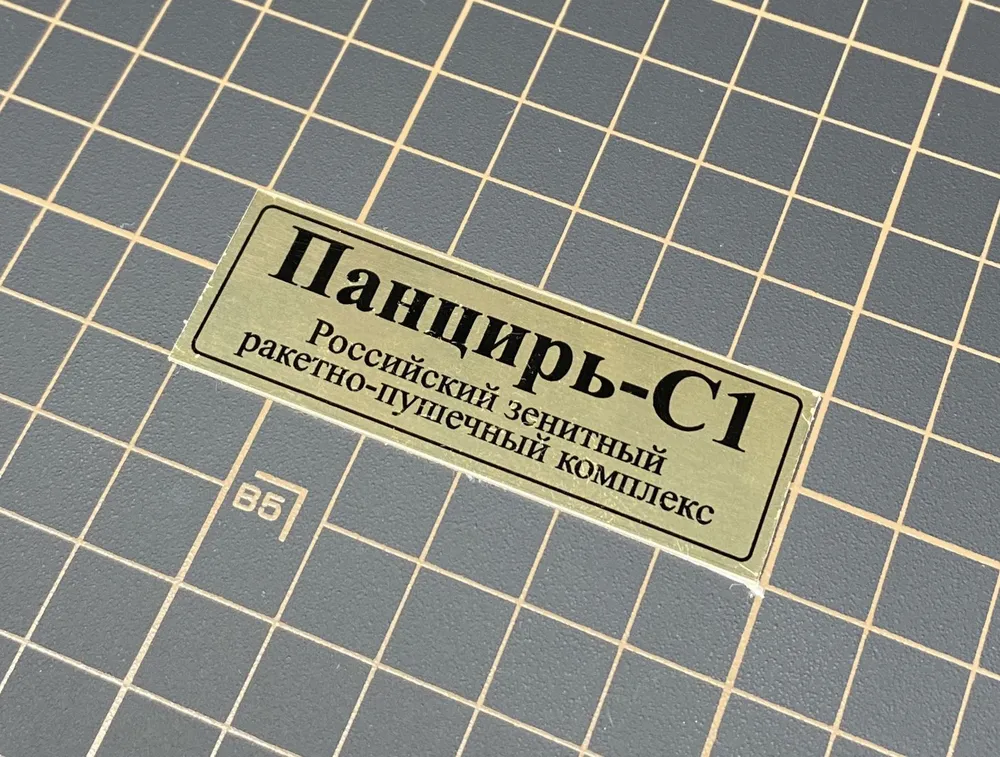 Панцирь-С1
Российский зенитный
ракетно-пушечный комплекс
B5